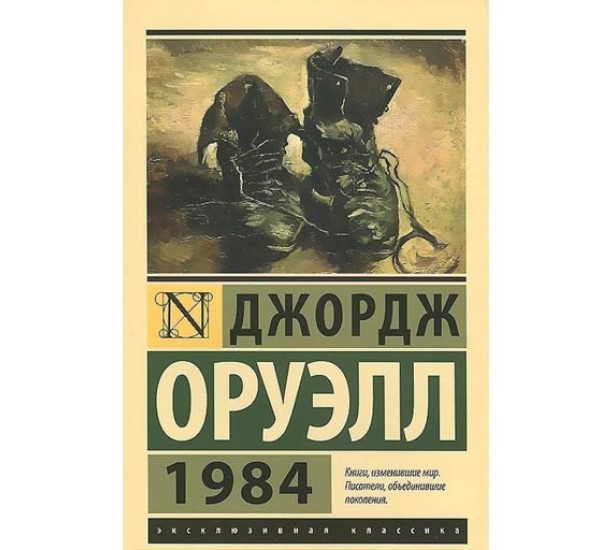 N
ДЖОРДЖ
ОРУЭЛЛ
1984
Книги, изменившие мир.
Писатели, объединившие
поколения.
эксклюзивная классика